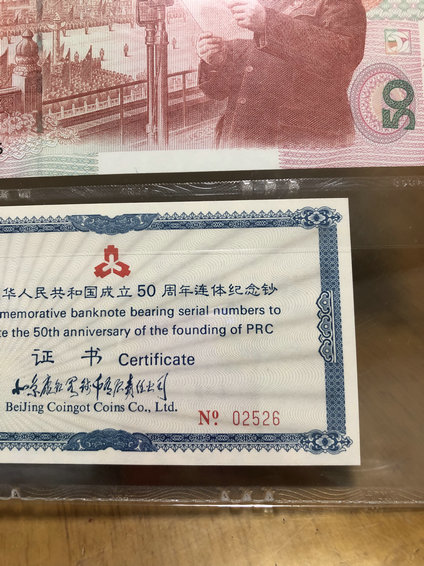 50
华人民共和国成立 50 周年连体纪念钞
memorative banknote bearing serial numbers to
te the 50th anniversary of the founding of PRC
证 书 Certificate
BeiJing Coingot Coins Co., Ltd.
Nº 02526